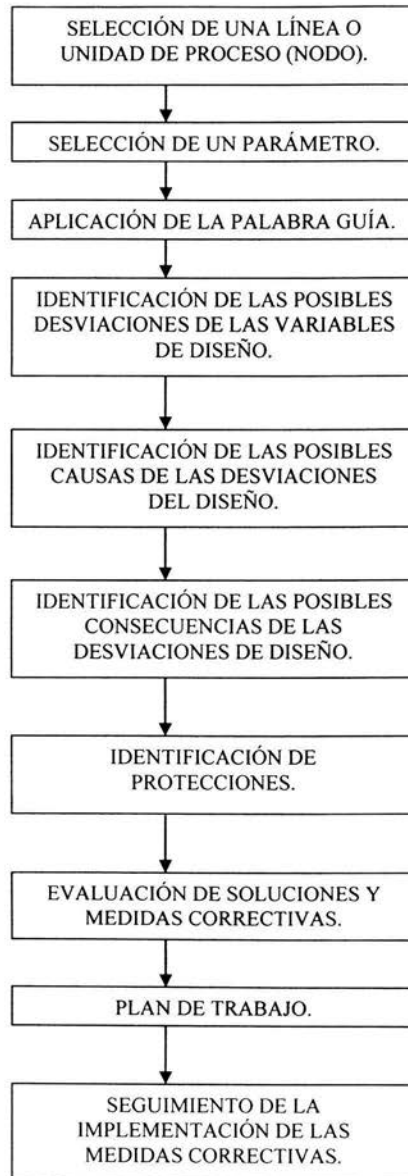 SELECCIÓN DE UNA LÍNEA O
UNIDAD DE PROCESO (NODO).
SELECCIÓN DE UN PARÁMETRO.
APLICACIÓN DE LA PALABRA GUÍA.
IDENTIFICACIÓN DE LAS POSIBLES
DESVIACIONES DE LAS VARIABLES
DE DISEÑO.
IDENTIFICACIÓN DE LAS POSIBLES
CAUSAS DE LAS DESVIACIONES
DEL DISEÑO.
IDENTIFICACIÓN DE LAS POSIBLES
CONSECUENCIAS DE LAS
DESVIACIONES DE DISEÑO.
IDENTIFICACIÓN DE
PROTECCIONES.
EVALUACIÓN DE SOLUCIONES Y
MEDIDAS CORRECTIVAS.
PLAN DE TRABAJO.
SEGUIMIENTO DE LA
IMPLEMENTACIÓN DE LAS
MEDIDAS CORRECTIVAS.